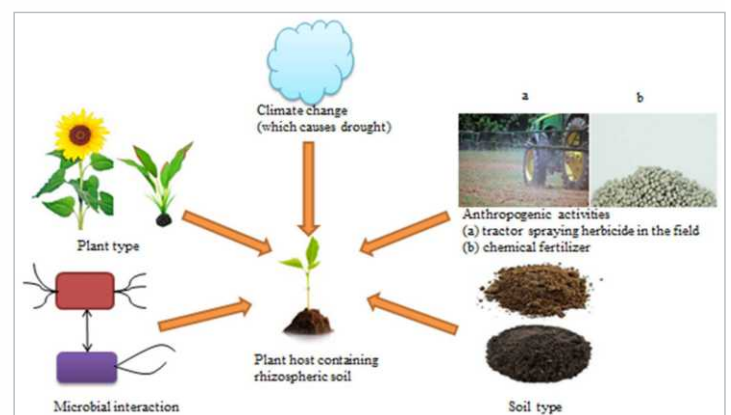 Climate change
(which causes drought)
a
b
Plant type
Anthropogenic activities
(a) tractor spraying herbicide in the field
(b) chemical fertilizer
Plant host containing
rhizospheric soil
Microbial interaction
Soil type